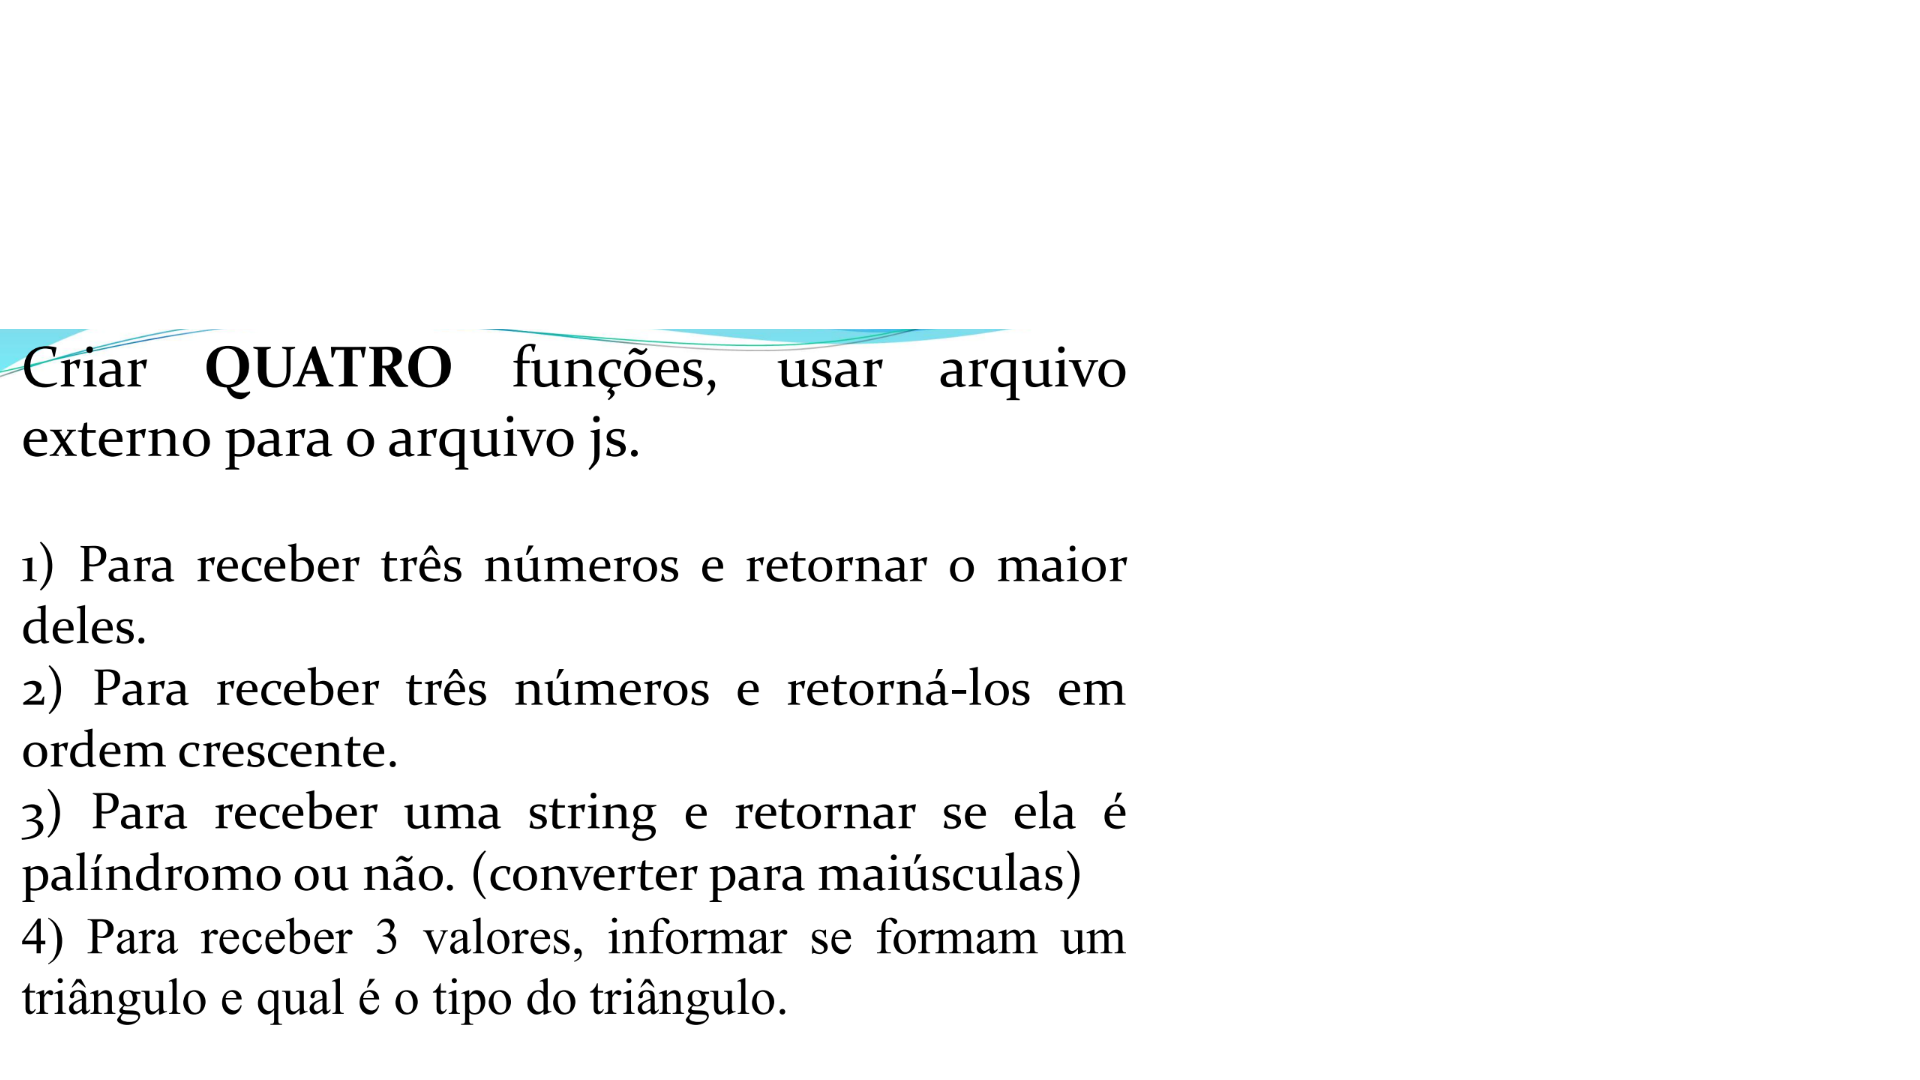 Criar QUATRO funções, usar arquivo
externo para o arquivo js.
1) Para receber três números e retornar o maior
deles.
2) Para receber três números e retorná-los em
ordem crescente.
3) Para receber uma string e retornar se ela é
palíndromo ou não. (converter para maiúsculas)
4) Para receber 3 valores, informar se formam um
triângulo e qual é o tipo do triângulo.